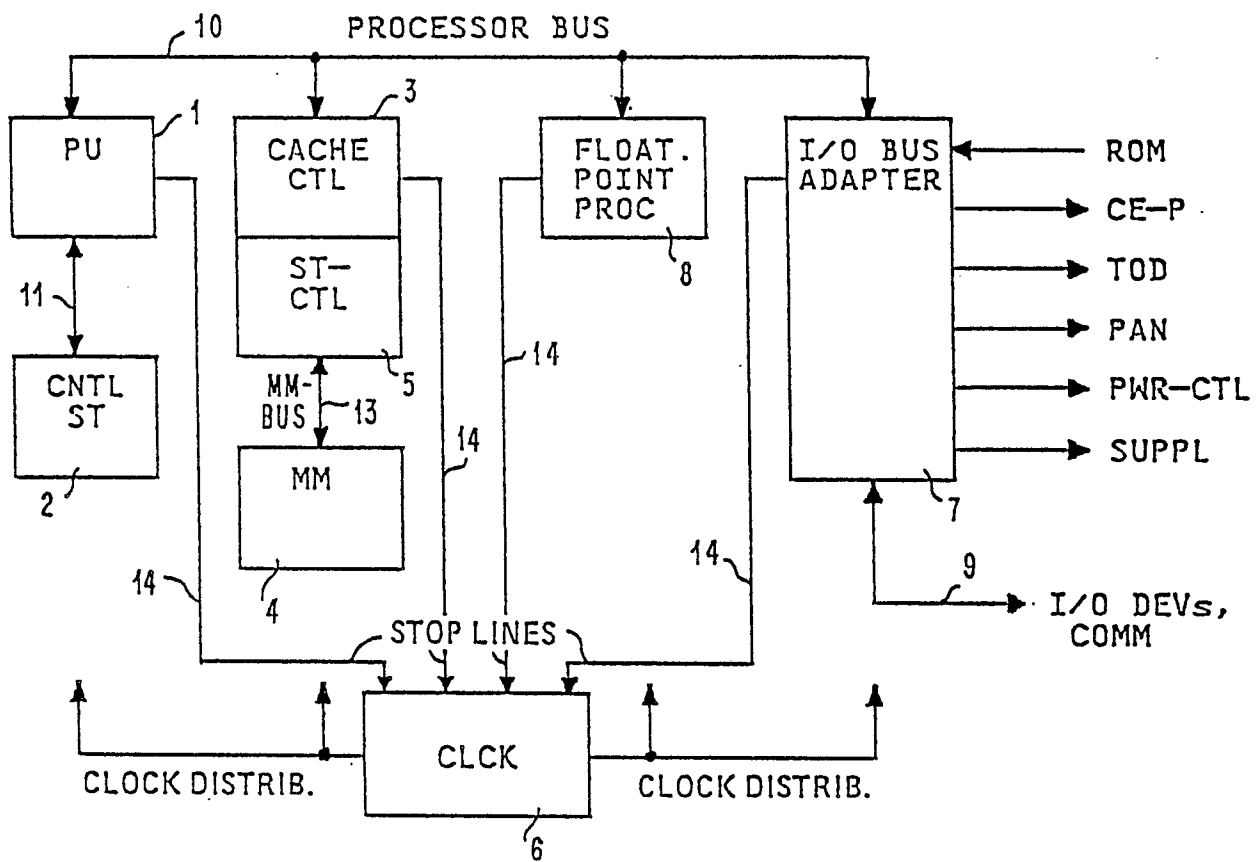 10
PROCESSOR BUS
1
3
PU
CACHE
CTL
FLOAT.
POINT
PROC
I/O BUS
ADAPTER
ROM
CE-P
TOD
PAN
PWR-CTL
SUPPL
8
11
ST-
CTL
5
14
CNTL
ST
2
MM-
BUS
13
14
MM
4
7
14
14
9
I/O DEVs,
COMM
STOP LINES
CLCK
CLOCK DISTRIB.
CLOCK DISTRIB.
6